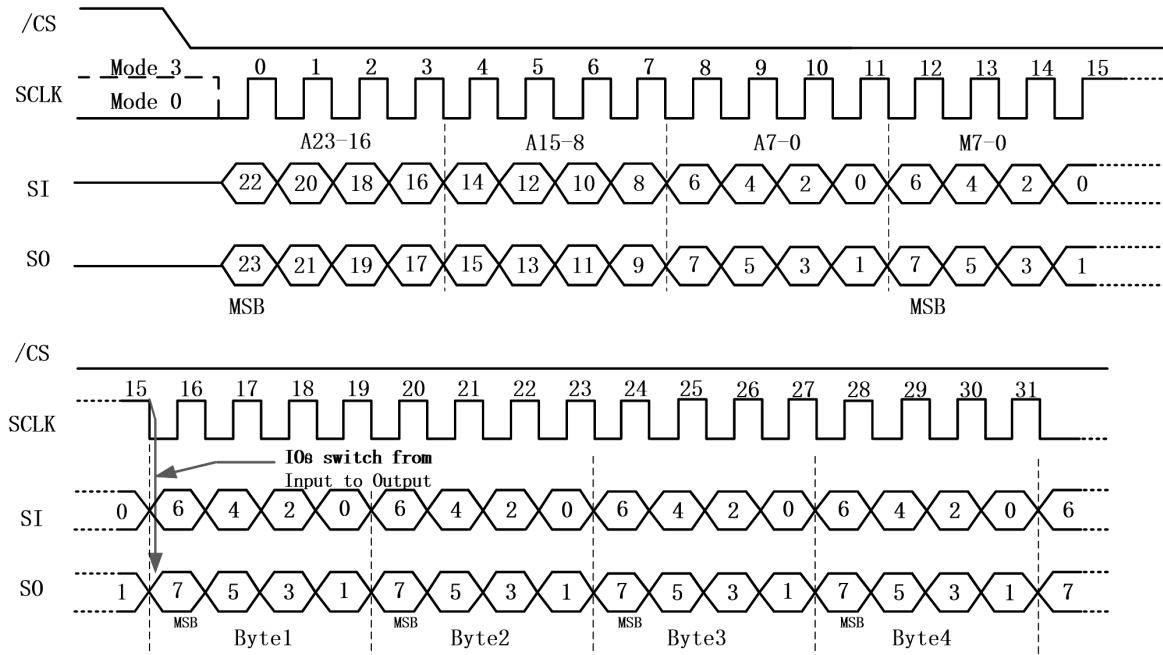 /CS
Mode 3 0 1 2 3 4 5 6 7 8 9 10 11 12 13 14 15
SCLK
Mode 0
A23-16 A15-8 A7-0 M7-0
SI 22 20 18 16 14 12 10 8 6 4 2 0 6 4 2 0
SO 23 21 19 17 15 13 11 9 7 5 3 1 7 5 3 1
MSB MSB
/CS
15 16 17 18 19 20 21 22 23 24 25 26 27 28 29 30 31
SCLK
IOs switch from
Input to Output
SI 0 6 4 2 0 6 4 2 0 6 4 2 0 6 4 2 0 6
SO 1 7 5 3 1 7 5 3 1 7 5 3 1 7 5 3 1 7
MSB MSB MSB MSB
Byte1 Byte2 Byte3 Byte4